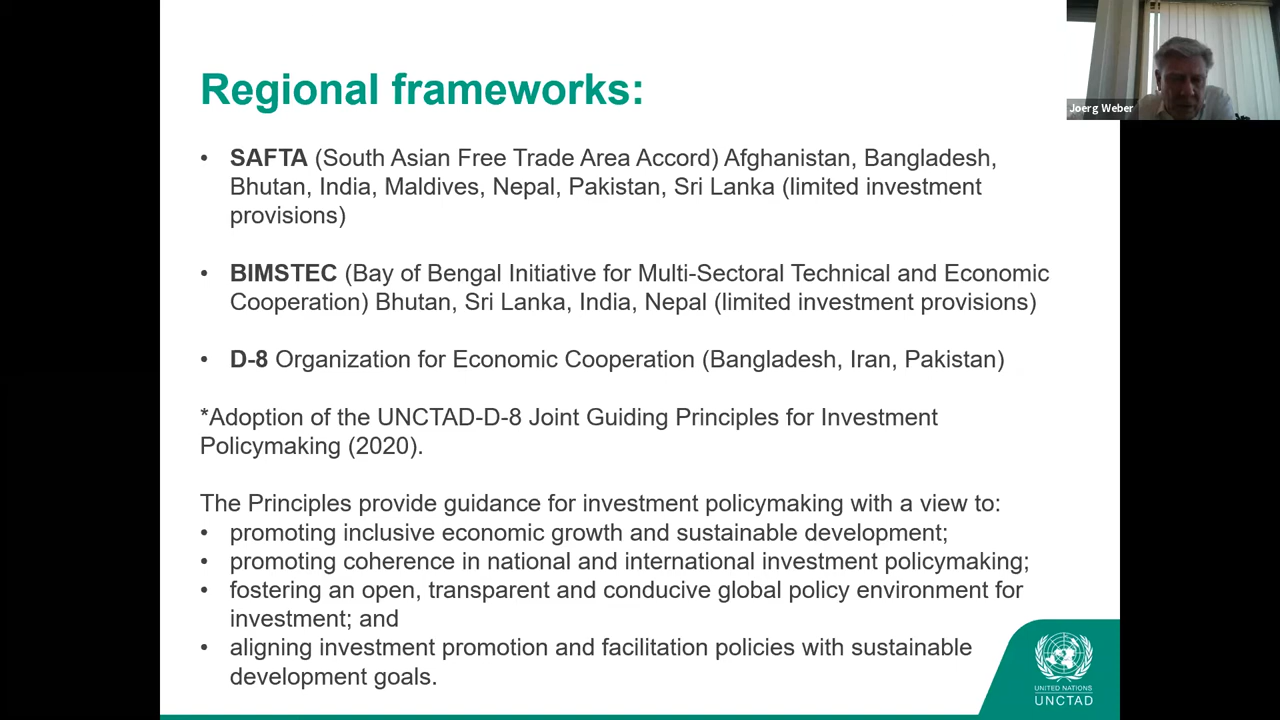 Regional frameworks:
Joerg Weber
• SAFTA (South Asian Free Trade Area Accord) Afghanistan, Bangladesh,
Bhutan, India, Maldives, Nepal, Pakistan, Sri Lanka (limited investment
provisions)
• BIMSTEC (Bay of Bengal Initiative for Multi-Sectoral Technical and Economic
Cooperation) Bhutan, Sri Lanka, India, Nepal (limited investment provisions)
• D-8 Organization for Economic Cooperation (Bangladesh, Iran, Pakistan)
*Adoption of the UNCTAD-D-8 Joint Guiding Principles for Investment
Policymaking (2020).
The Principles provide guidance for investment policymaking with a view to:
• promoting inclusive economic growth and sustainable development;
• promoting coherence in national and international investment policymaking;
• fostering an open, transparent and conducive global policy environment for
investment; and
• aligning investment promotion and facilitation policies with sustainable
development goals.
UNITED NATIONS
UNCTAD